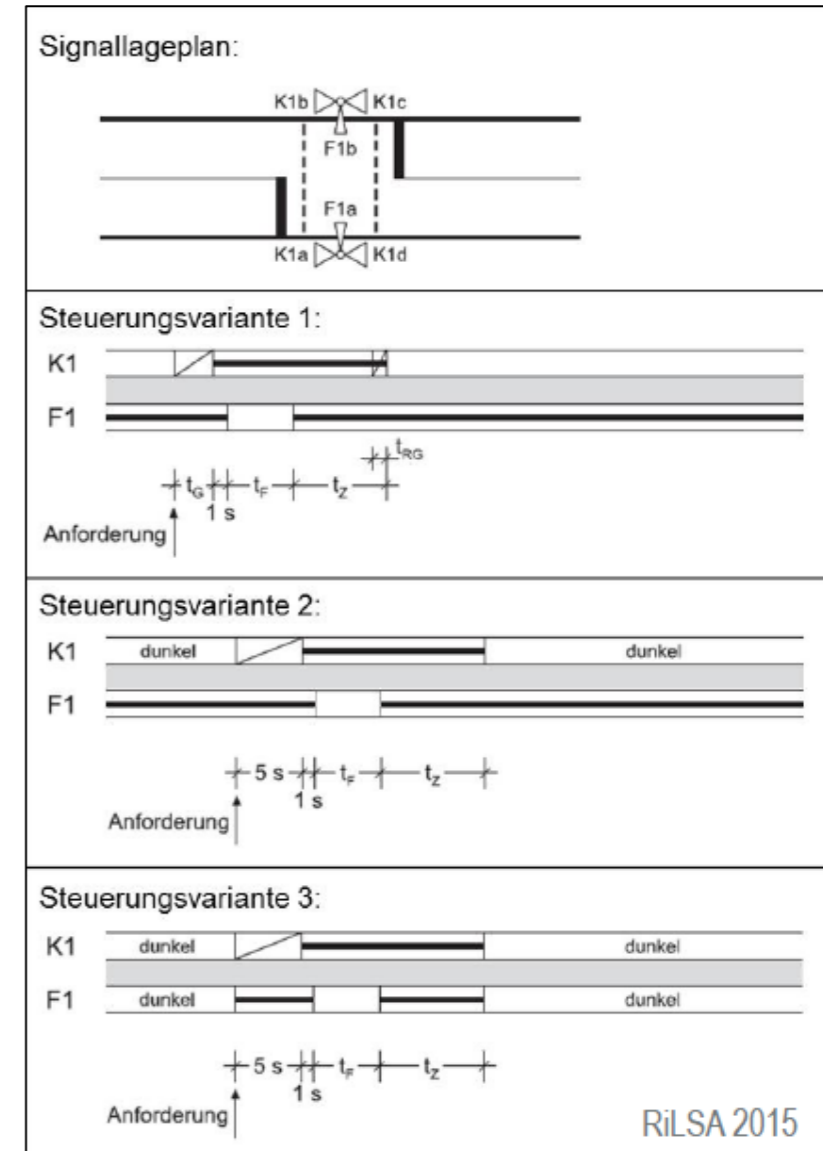 Signallageplan:
K1b K1c
F1b
F1a
K1a K1d
Steuerungsvariante 1:
K1
F1
tRG
tG tF tZ
1 s
Anforderung
Steuerungsvariante 2:
K1 dunkel dunkel
F1
5 s tF tZ
1 s
Anforderung
Steuerungsvariante 3:
K1 dunkel dunkel
F1 dunkel dunkel
5 s tF tZ
1 s
Anforderung
RiLSA 2015